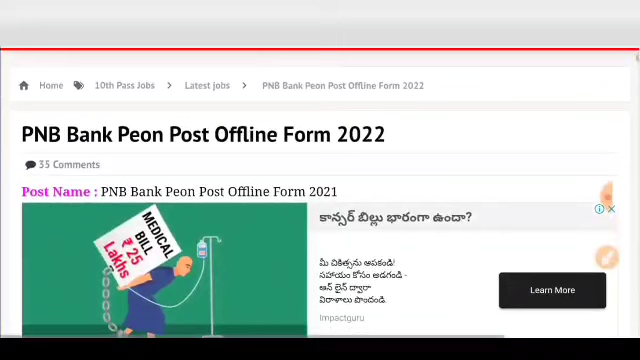 Home 10th Pass Jobs Latest jobs PNB Bank Peon Post Offline Form 2022
PNB Bank Peon Post Offline Form 2022
35 Comments
Post Name : PNB Bank Peon Post Offline Form 2021
MEDICAL
BILL
₹ 25
Lakhs
కాన్సర్ బిల్లు భారంగా ఉందా?
మీ చికిత్సను ఆపకండి!
సహాయం కోసం అడగండి -
ఆన్ లైన్ ద్వారా
విరాళాలు పొందండి.
Impactguru
Learn More